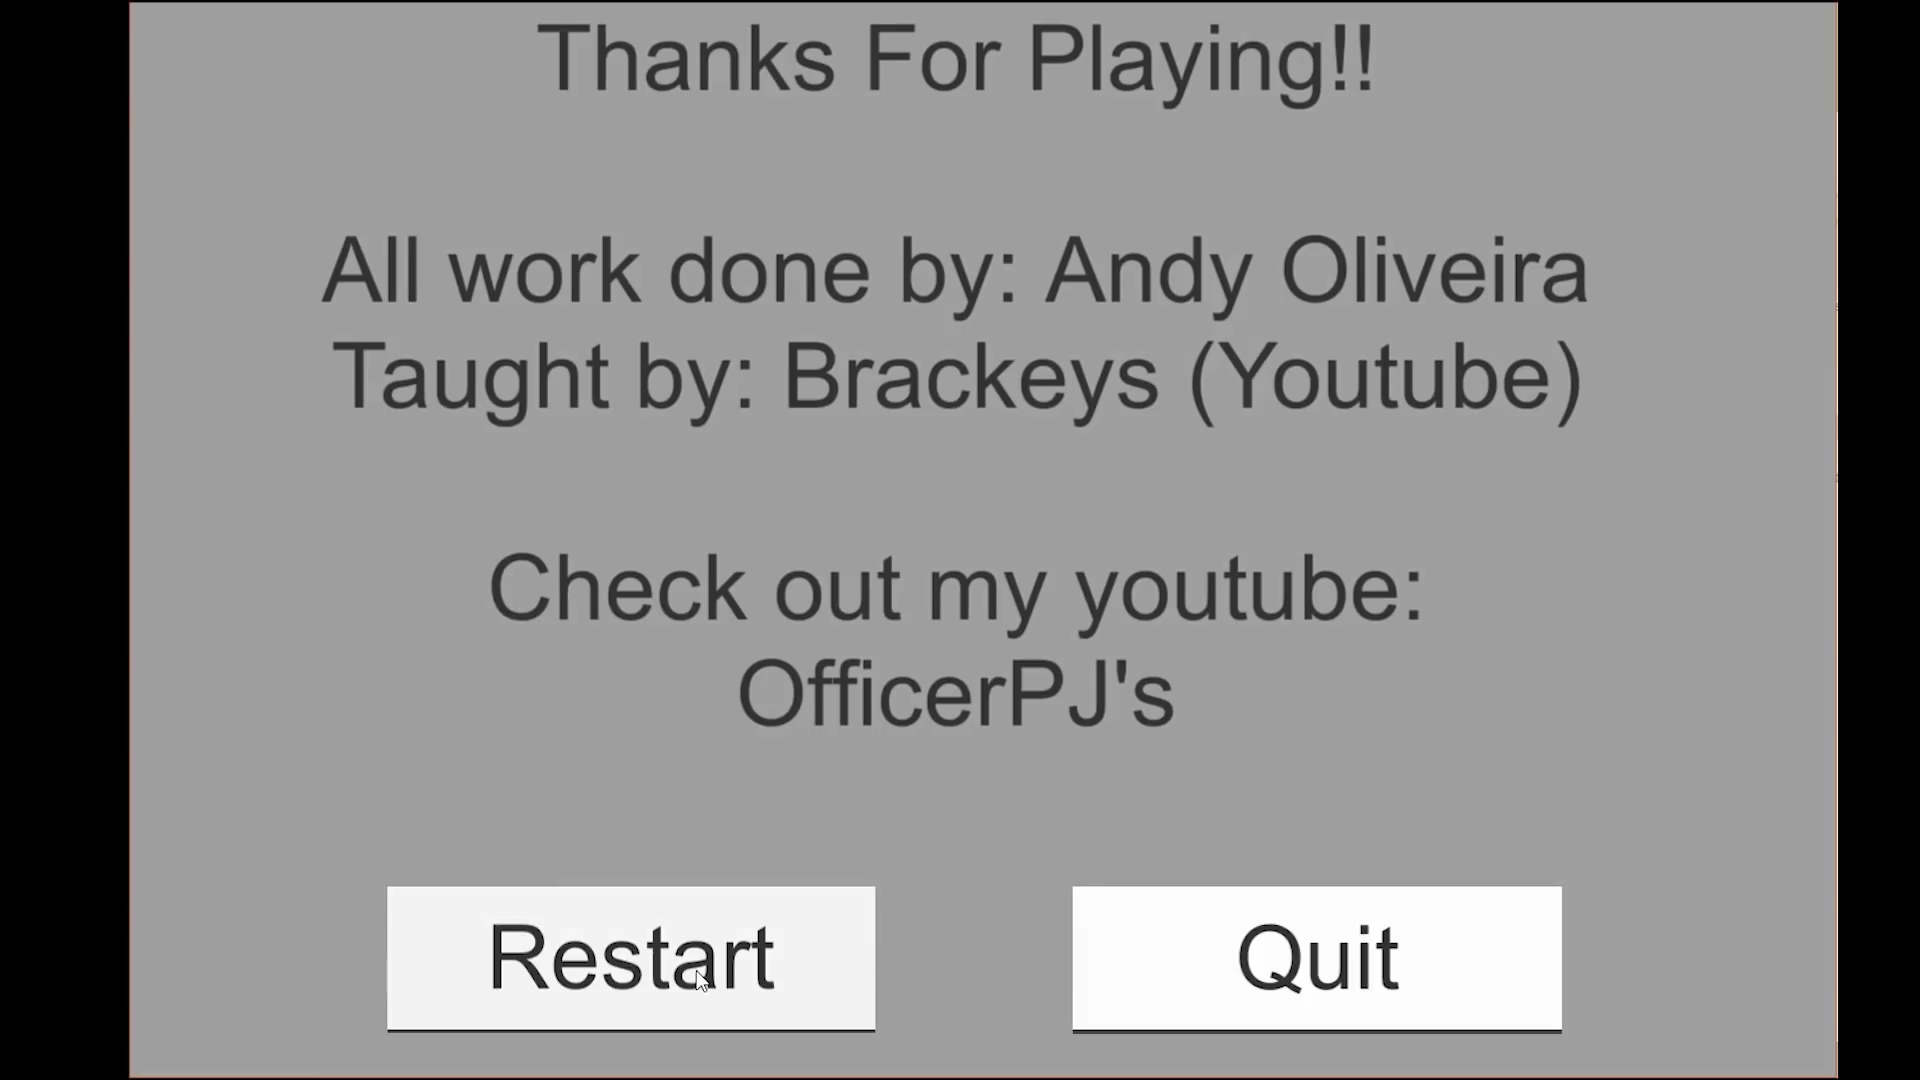 Thanks For Playing!!
All work done by: Andy Oliveira
Taught by: Brackeys (Youtube)
Check out my youtube:
OfficerPJ's
Restart
Quit